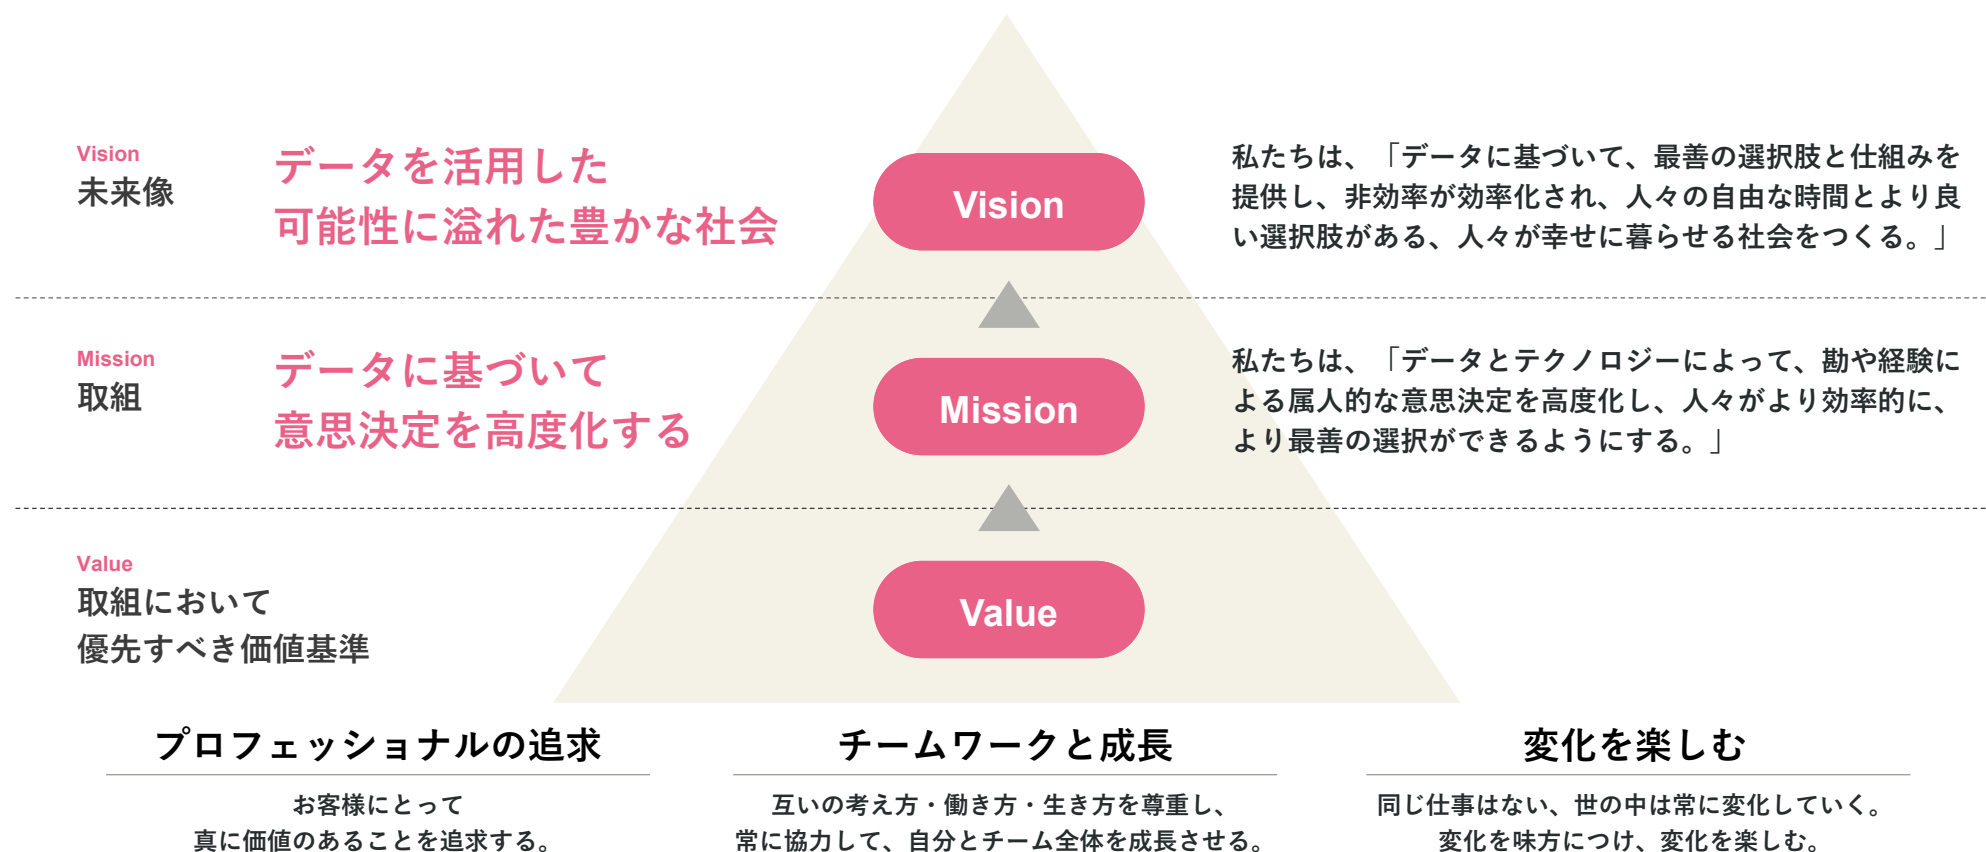 Vision
未来像
データを活用した
可能性に溢れた豊かな社会
Vision
私たちは、「データに基づいて、最善の選択肢と仕組みを
提供し、非効率が効率化され、人々の自由な時間とより良
い選択肢がある、人々が幸せに暮らせる社会をつくる。」
Mission
取組
データに基づいて
意思決定を高度化する
Mission
私たちは、「データとテクノロジーによって、勘や経験に
よる属人的な意思決定を高度化し、人々がより効率的に、
より最善の選択ができるようにする。」
Value
取組において
優先すべき価値基準
Value
プロフェッショナルの追求
お客様にとって
真に価値のあることを追求する。
チームワークと成長
互いの考え方・働き方・生き方を尊重し、
常に協力して、自分とチーム全体を成長させる。
変化を楽しむ
同じ仕事はない、世の中は常に変化していく。
変化を味方につけ、変化を楽しむ。